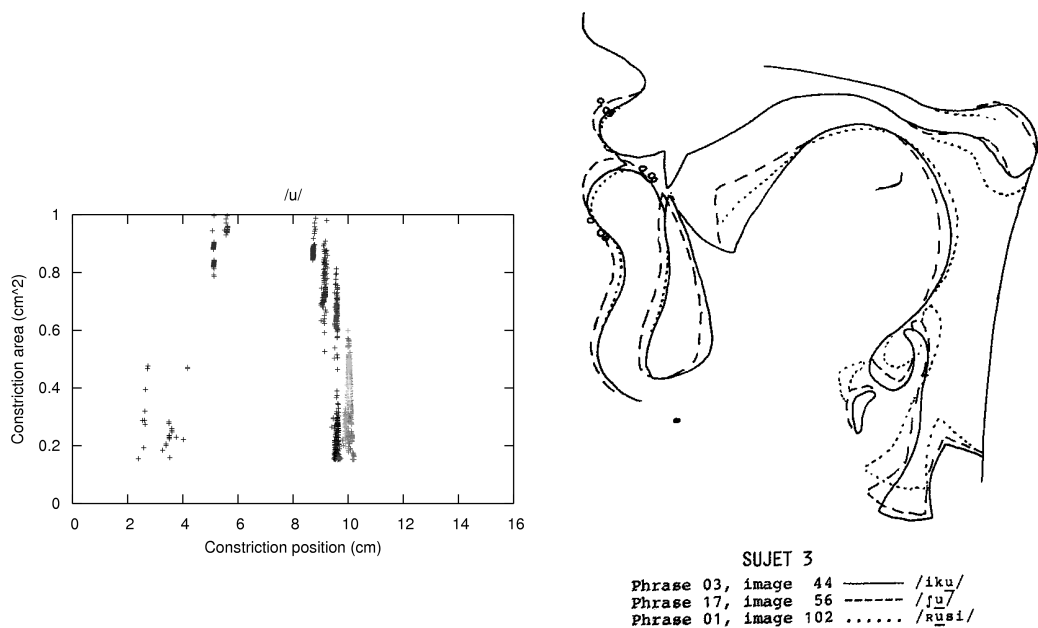 /u/
Constriction area (cm^2)
1
0.8
0.6
0.4
0.2
0
0 2 4 6 8 10 12 14 16
Constriction position (cm)
SUJET 3
Phrase 03, image 44 /iku/
Phrase 17, image 56 /ʃu/
Phrase 01, image 102 /ʀusi/